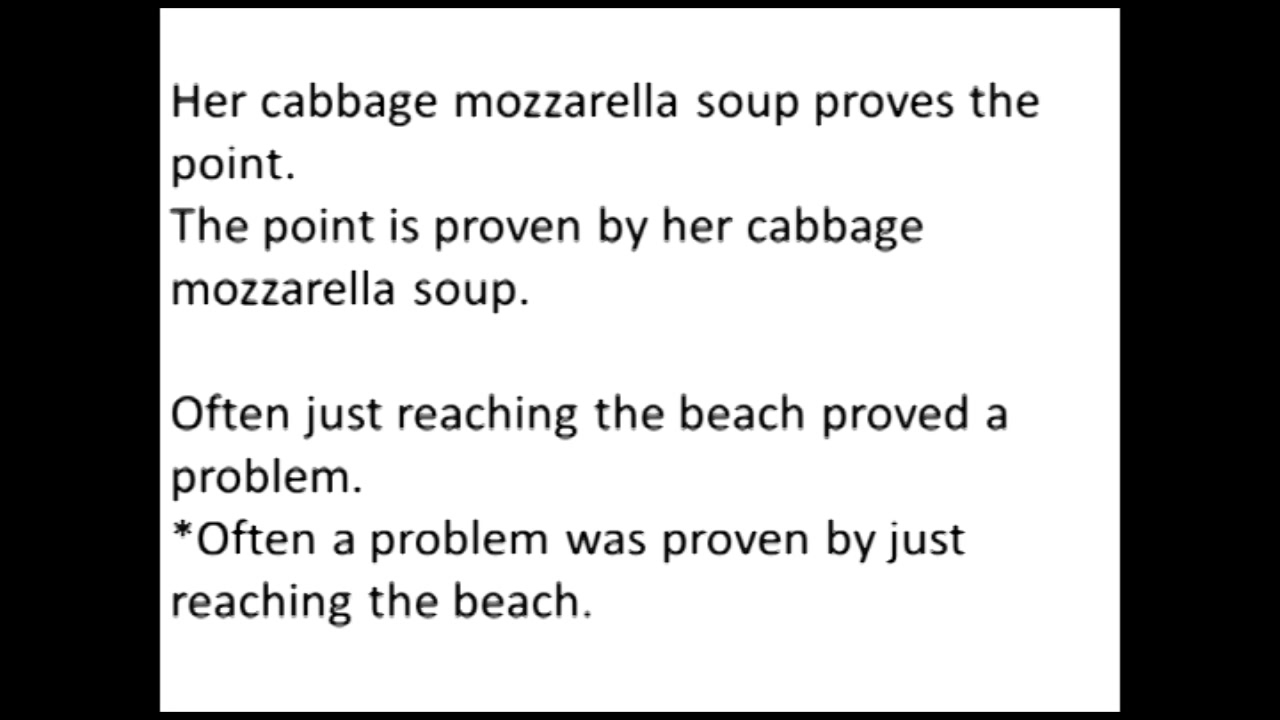 Her cabbage mozzarella soup proves the
point.
The point is proven by her cabbage
mozzarella soup.
Often just reaching the beach proved a
problem.
*Often a problem was proven by just
reaching the beach.